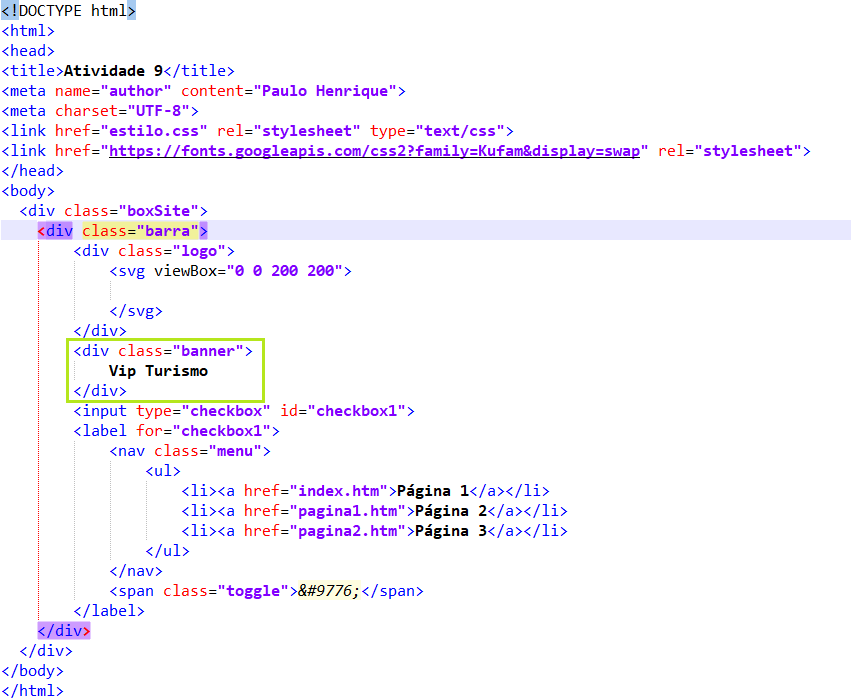 <!DOCTYPE html>
<html>
<head>
<title>Atividade 9</title>
<meta name="author" content="Paulo Henrique">
<meta charset="UTF-8">
<link href="estilo.css" rel="stylesheet" type="text/css">
<link href="https://fonts.googleapis.com/css2?family=Kufam&display=swap" rel="stylesheet">
</head>
<body>
  <div class="boxSite">
    <div class="barra">
        <div class="logo">
            <svg viewBox="0 0 200 200">
            </svg>
        </div>
        <div class="banner">
            Vip Turismo
        </div>
        <input type="checkbox" id="checkbox1">
        <label for="checkbox1">
            <nav class="menu">
                <ul>
                    <li><a href="index.htm">Página 1</a></li>
                    <li><a href="pagina1.htm">Página 2</a></li>
                    <li><a href="pagina2.htm">Página 3</a></li>
                </ul>
            </nav>
            <span class="toggle">&#9776;</span>
        </label>
    </div>
  </div>
</body>
</html>